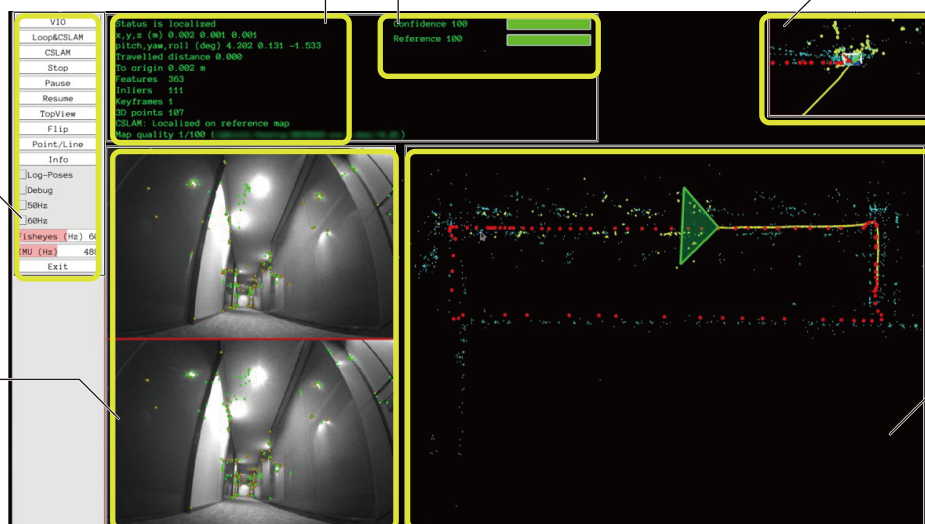 VIO
Loop&CSLAM
CSLAM
Stop
Pause
Resume
TopView
Flip
Point/Line
Info
Log-Poses
Debug
50Hz
60Hz
Fisheyes (Hz) 60
IMU (Hz) 48
Exit
Status is localized
x,y,z (m) 0.002 0.001 0.001
pitch,yaw,roll (deg) 4.202 0.131 -1.533
Travelled distance 0.000
To origin 0.002 m
Features 363
Inliers 111
Keyframes 1
3D points 107
CSLAM: Localized on reference map
Map quality 1/100 (
Confidence 100
Reference 100